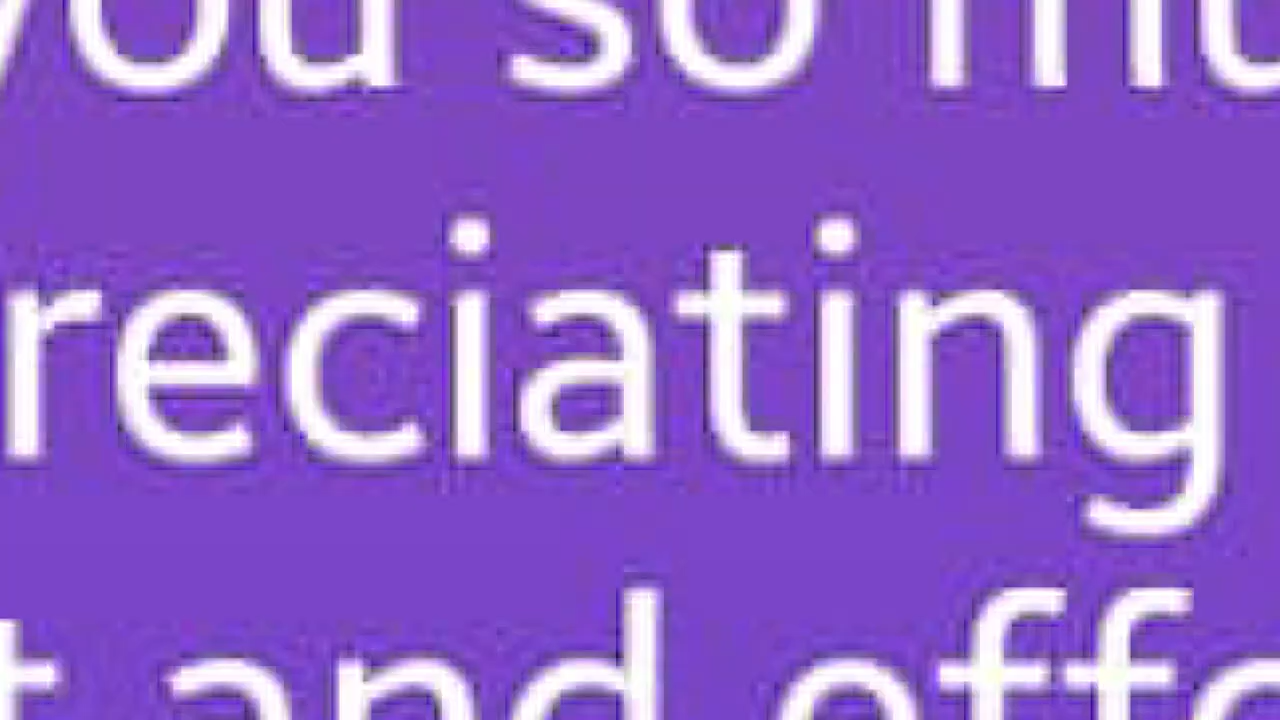 you so mu
reciating
t and effo